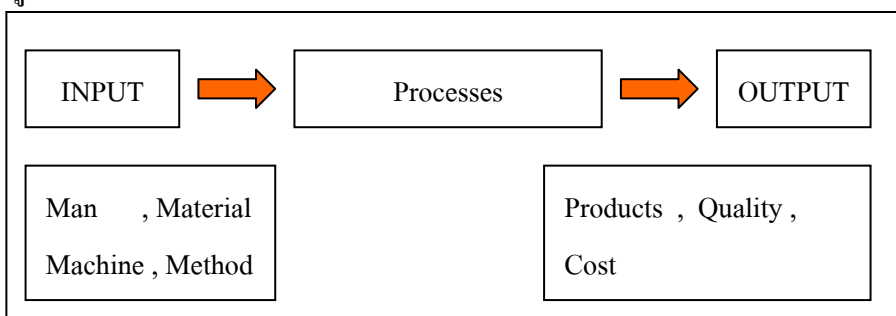 INPUT
Processes
OUTPUT
Man , Material
Machine , Method
Products , Quality ,
Cost